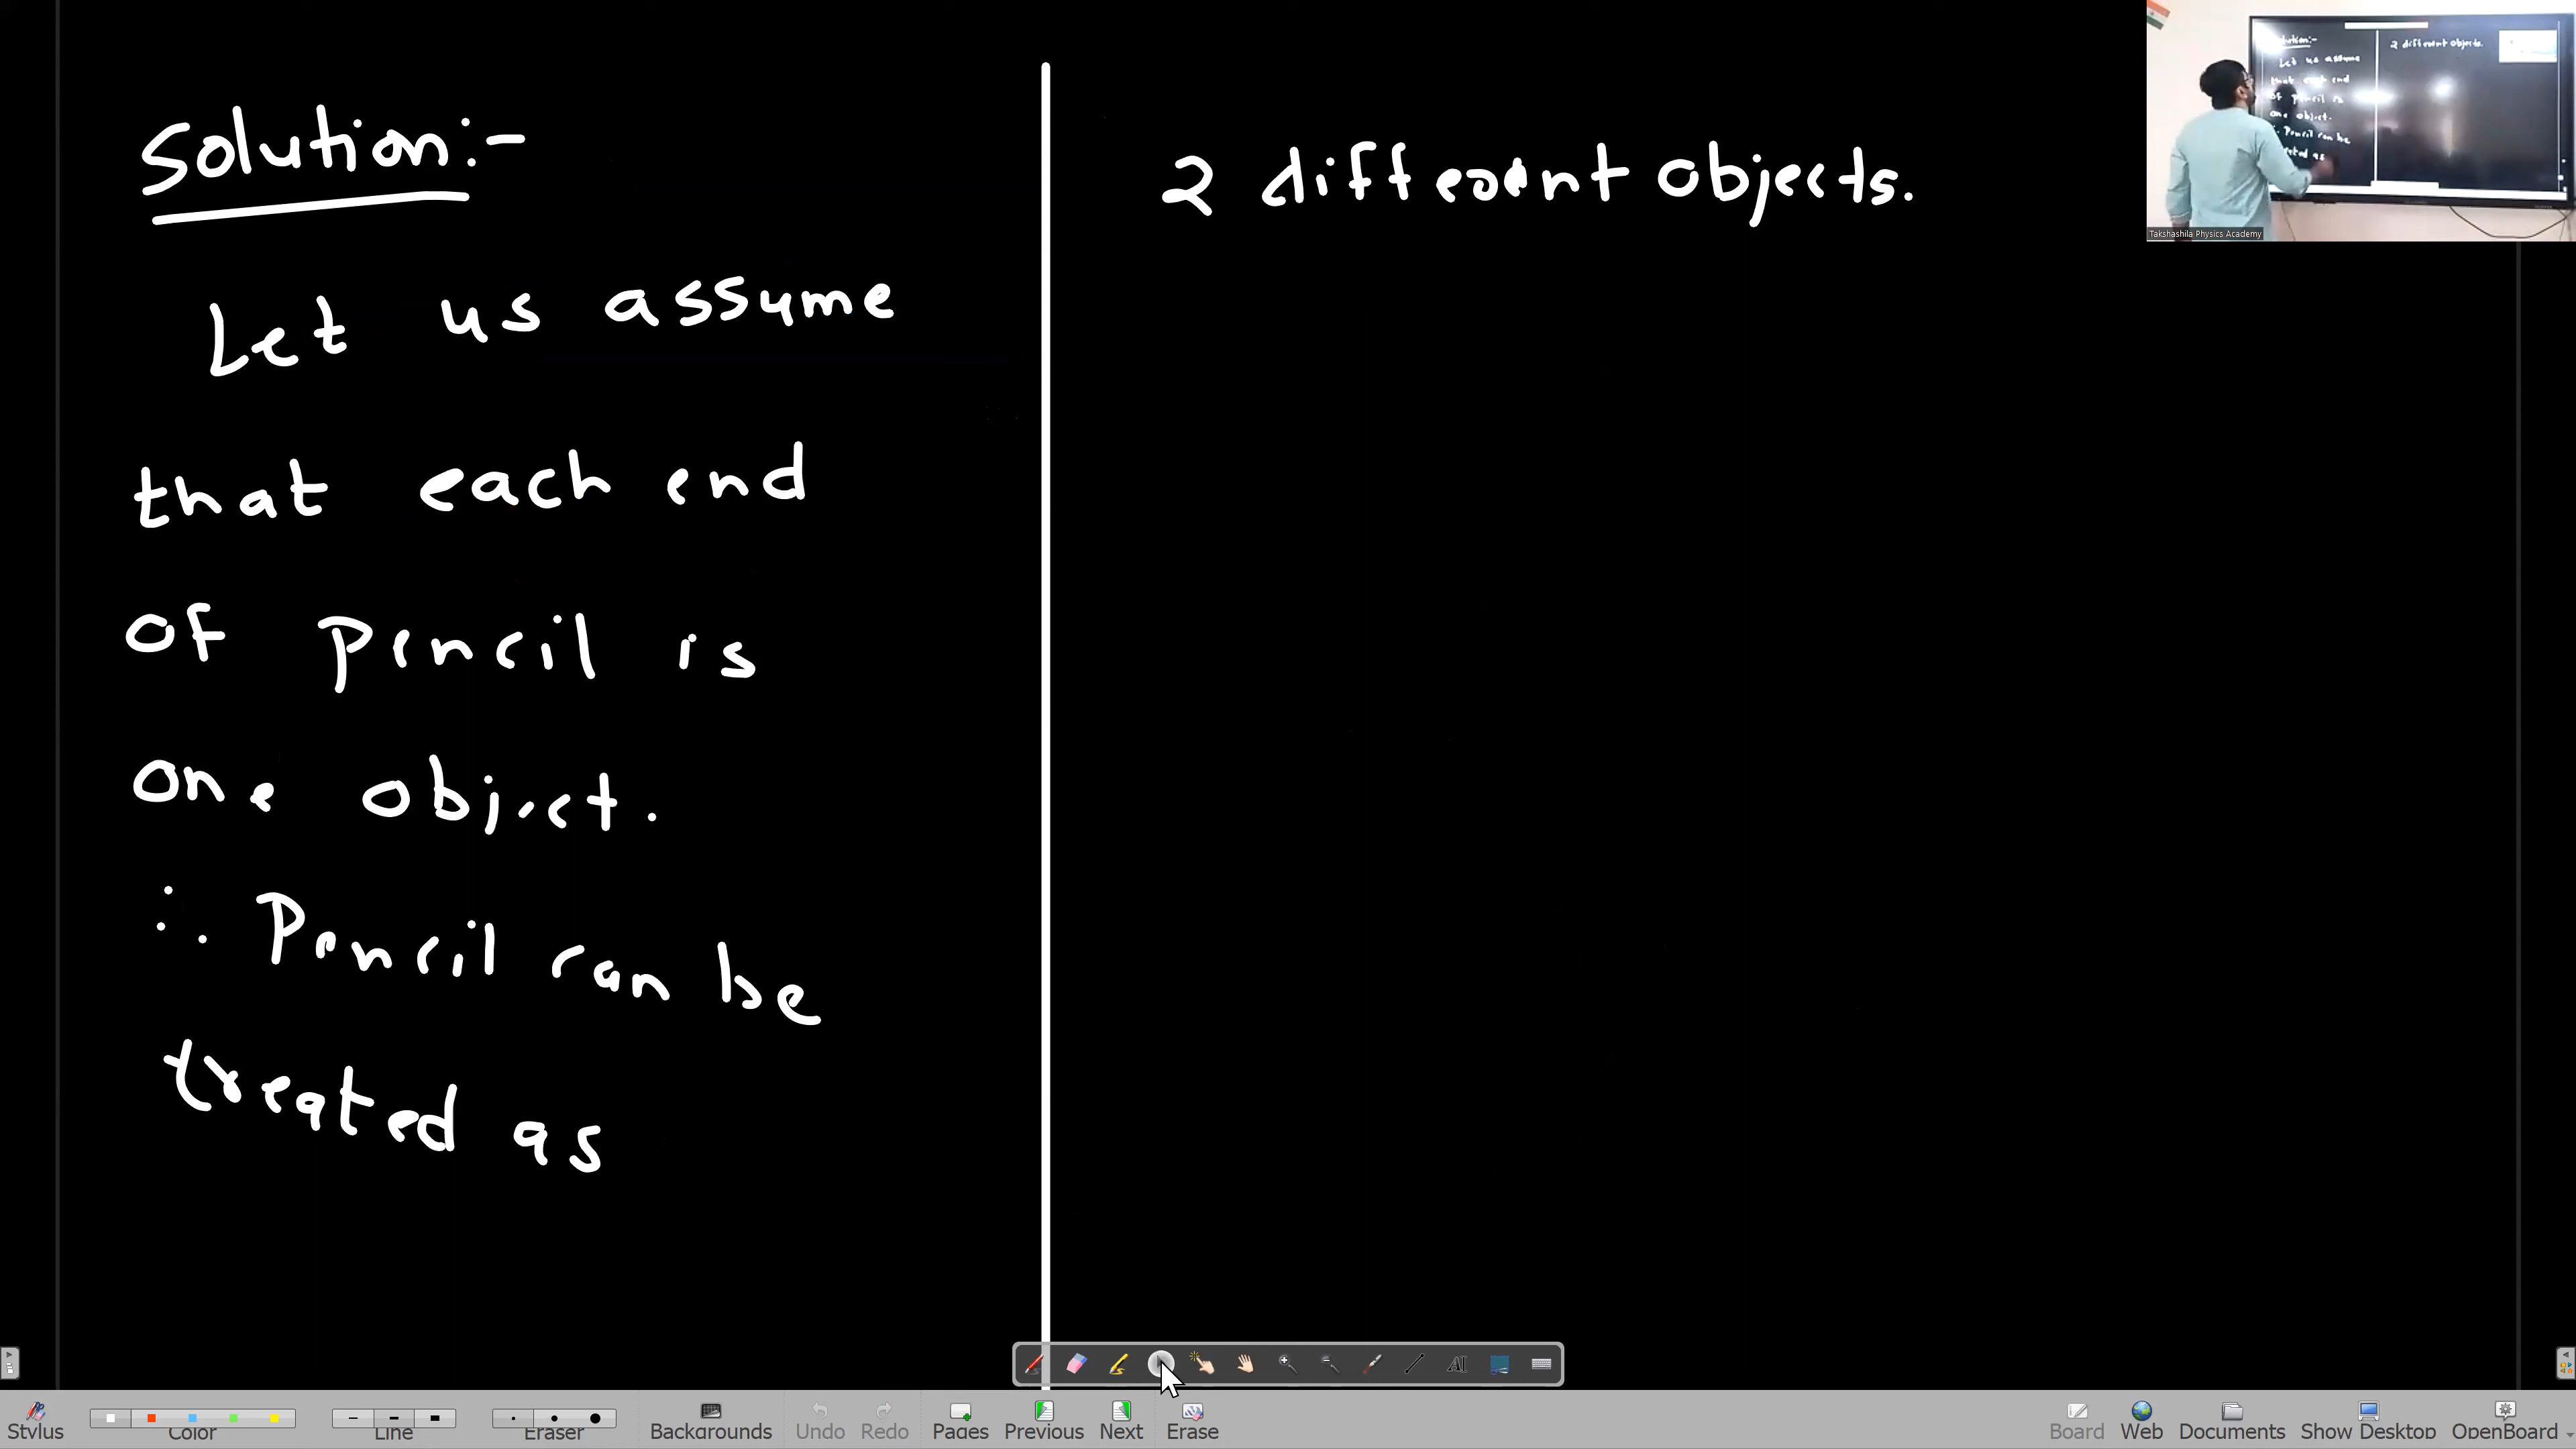 Solution:-
Let us assume
that each end
of pencil is
one object.
∴ Pencil can be
treated as
2 different objects.
Takshashila Physics Academy
Stylus
Color
Line
Eraser
Backgrounds
Undo
Redo
Pages
Previous
Next
Erase
Board
Web
Documents
Show Desktop
OpenBoard